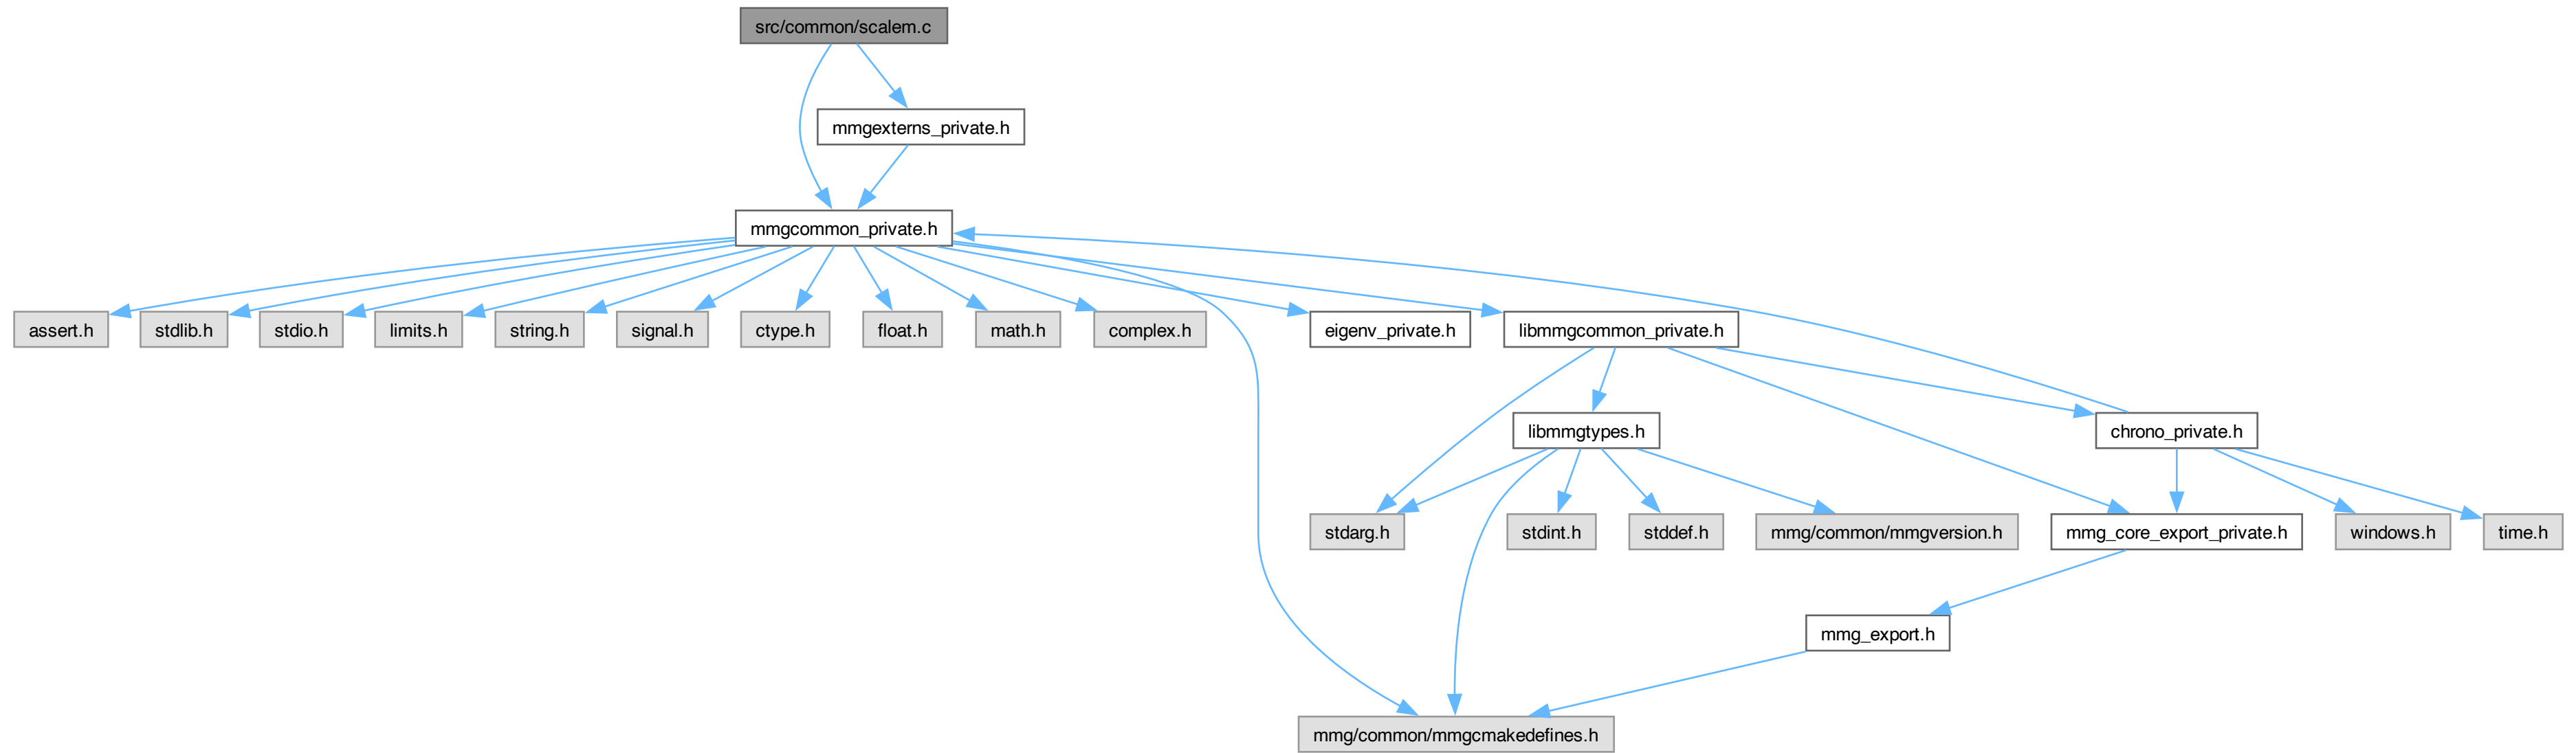 src/common/scalem.c
mmgexterns_private.h
mmgcommon_private.h
assert.h
stdlib.h
stdio.h
limits.h
string.h
signal.h
ctype.h
float.h
math.h
complex.h
eigenv_private.h
libmmgcommon_private.h
libmmgtypes.h
chrono_private.h
stdarg.h
stdint.h
stddef.h
mmg/common/mmgversion.h
mmg_core_export_private.h
windows.h
time.h
mmg_export.h
mmg/common/mmgcmakedefines.h